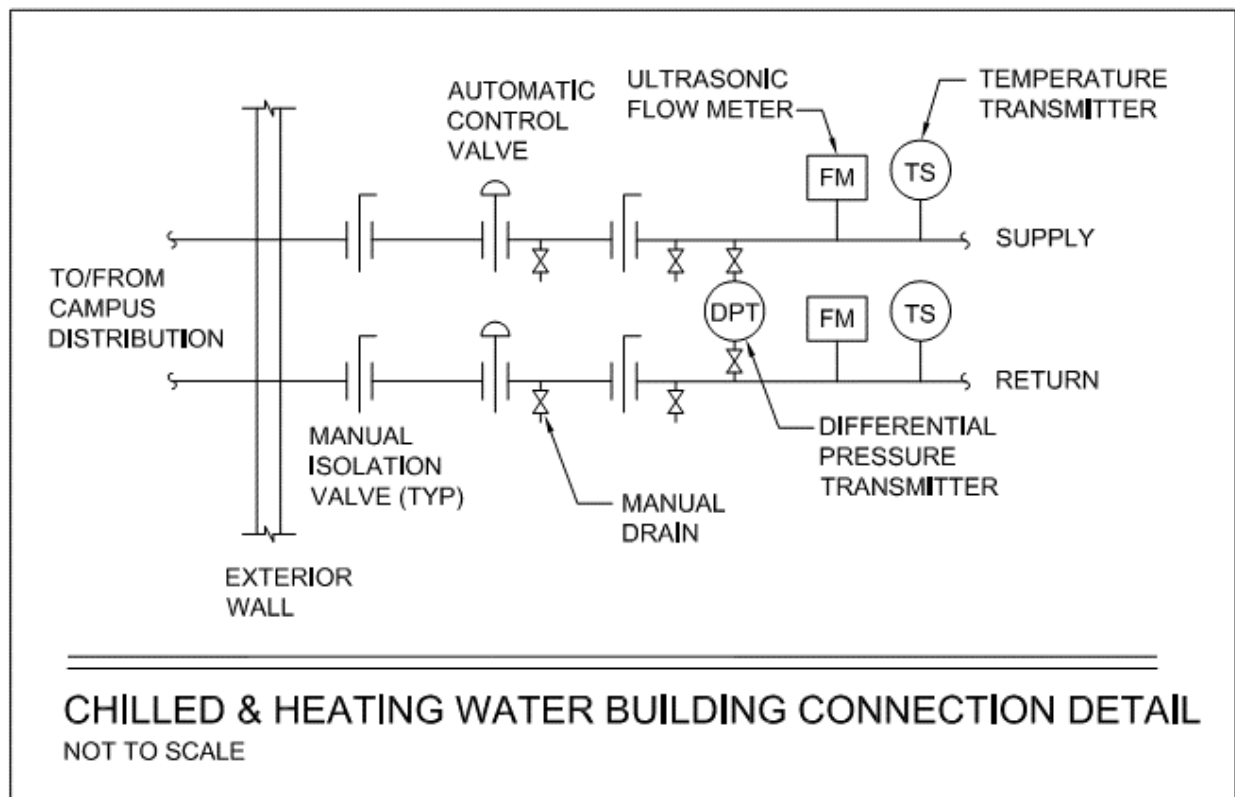 AUTOMATIC
CONTROL
VALVE
ULTRASONIC
FLOW METER
TEMPERATURE
TRANSMITTER
FM
TS
SUPPLY
TO/FROM
CAMPUS
DISTRIBUTION
DPT
FM
TS
RETURN
MANUAL
ISOLATION
VALVE (TYP)
MANUAL
DRAIN
DIFFERENTIAL
PRESSURE
TRANSMITTER
EXTERIOR
WALL
CHILLED & HEATING WATER BUILDING CONNECTION DETAIL
NOT TO SCALE